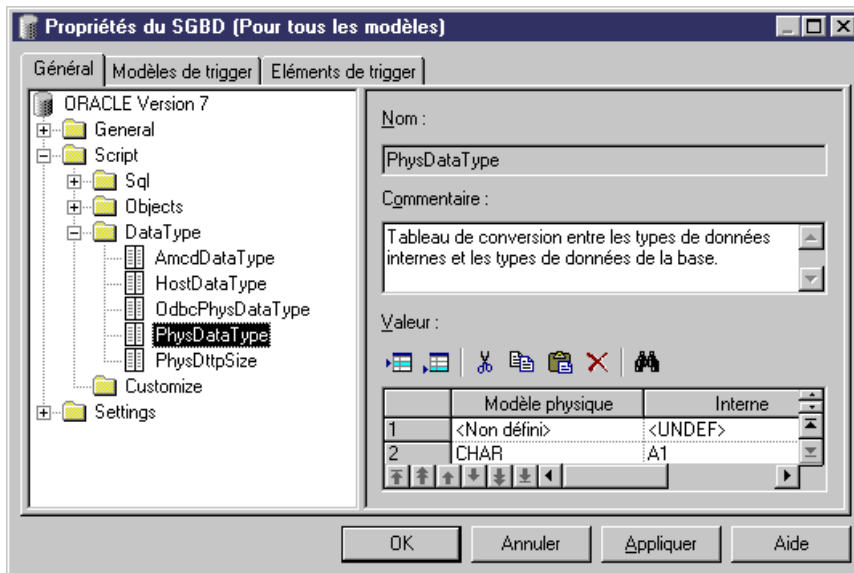 Propriétés du SGBD (Pour tous les modèles)
Général Modèles de trigger Eléments de trigger
ORACLE Version 7
General
Script
Sql
Objects
DataType
AmcdDataType
HostDataType
OdbcPhysDataType
PhysDataType
PhysDttpSize
Customize
Settings
Nom :
PhysDataType
Commentaire :
Tableau de conversion entre les types de données
internes et les types de données de la base.
Valeur :
Modèle physique Interne
1 <Non défini> <UNDEF>
2 CHAR A1
OK Annuler Appliquer Aide